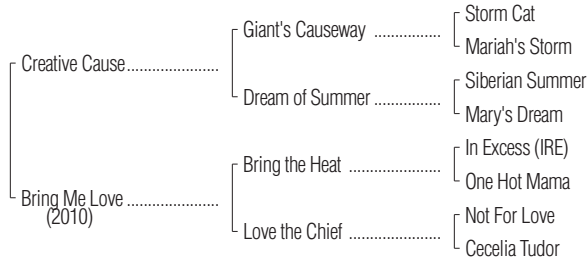 Storm Cat
Giant's Causeway ................
Mariah's Storm
Creative Cause.....................
Siberian Summer
Dream of Summer ................
Mary's Dream
In Excess (IRE)
Bring the Heat ......................
One Hot Mama
Bring Me Love .....................
(2010)
Not For Love
Love the Chief ......................
Cecelia Tudor